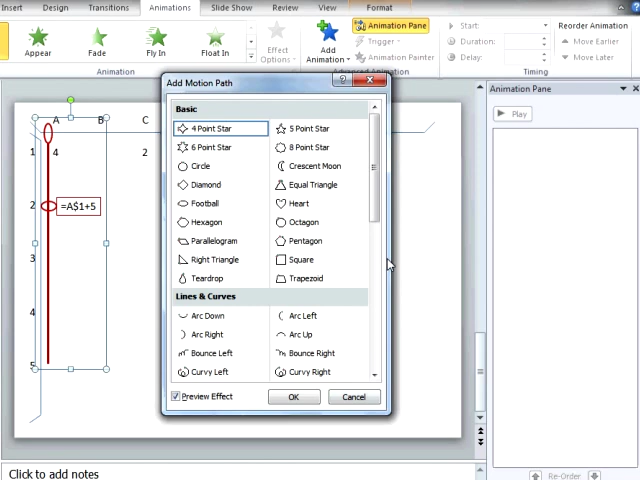 Insert Design Transitions Animations Slide Show Review View Format
Appear Fade Fly In Float In
Effect Options
Add Animation
Animation Pane
Trigger
Animation Painter
Start:
Duration:
Delay:
Reorder Animation
Move Earlier
Move Later
Animation Advanced Animation Timing
Add Motion Path
Basic
4 Point Star 5 Point Star
6 Point Star 8 Point Star
Circle Crescent Moon
Diamond Equal Triangle
Football Heart
Hexagon Octagon
Parallelogram Pentagon
Right Triangle Square
Teardrop Trapezoid
Lines & Curves
Arc Down Arc Left
Arc Right Arc Up
Bounce Left Bounce Right
Curvy Left Curvy Right
Preview Effect OK Cancel
A B C
1 4 2
2 =A$1+5
3
4
5
Animation Pane
Play
Re-Order
Click to add notes